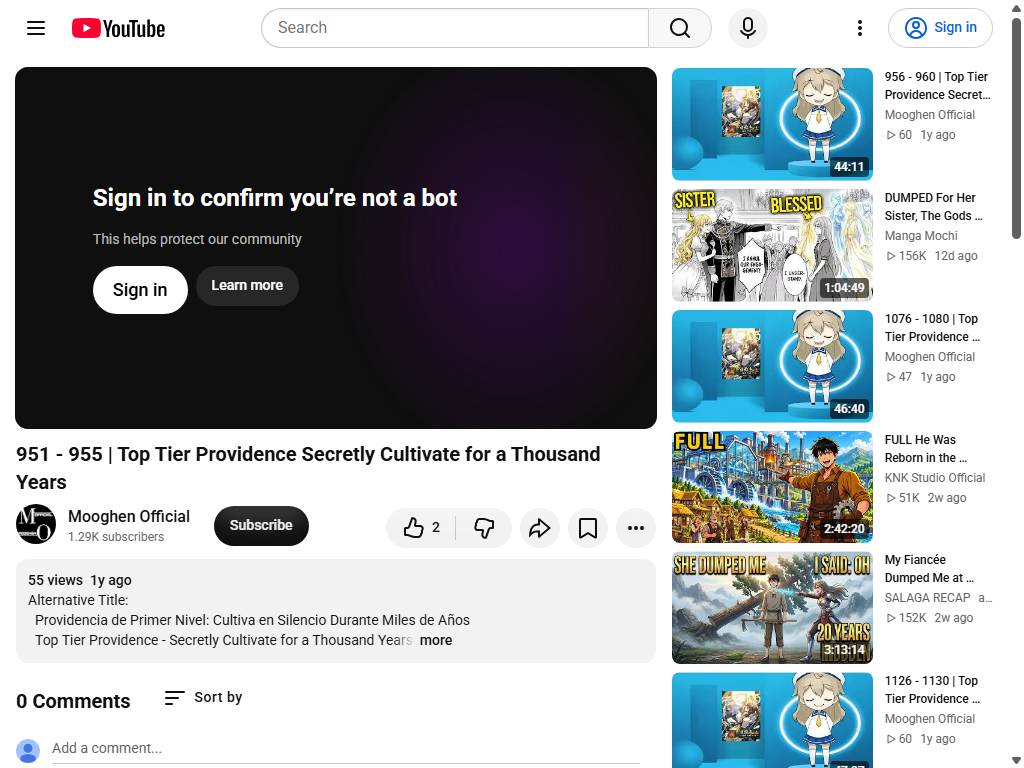 YouTube
Search
Sign in
Sign in to confirm you’re not a bot
This helps protect our community
Sign in
Learn more
951 - 955 | Top Tier Providence Secretly Cultivate for a Thousand
Years
Mooghen Official
1.29K subscribers
Subscribe
2
55 views 1y ago
Alternative Title:
Providencia de Primer Nivel: Cultiva en Silencio Durante Miles de Años
Top Tier Providence - Secretly Cultivate for a Thousand Years more
0 Comments
Sort by
Add a comment...
44:11
956 - 960 | Top Tier
Providence Secret...
Mooghen Official
60 1y ago
SISTER
BLESSED
I ANNUL
OUR ENGA-
GEMENT!
I UNDER-
STAND.
1:04:49
DUMPED For Her
Sister, The Gods ...
Manga Mochi
156K 12d ago
46:40
1076 - 1080 | Top
Tier Providence ...
Mooghen Official
47 1y ago
FULL
2:42:20
FULL He Was
Reborn in the ...
KNK Studio Official
51K 2w ago
SHE DUMPED ME
I SAID: OH
20 YEARS
3:13:14
My Fiancée
Dumped Me at ...
SALAGA RECAP a...
152K 2w ago
1126 - 1130 | Top
Tier Providence ...
Mooghen Official
60 1y ago